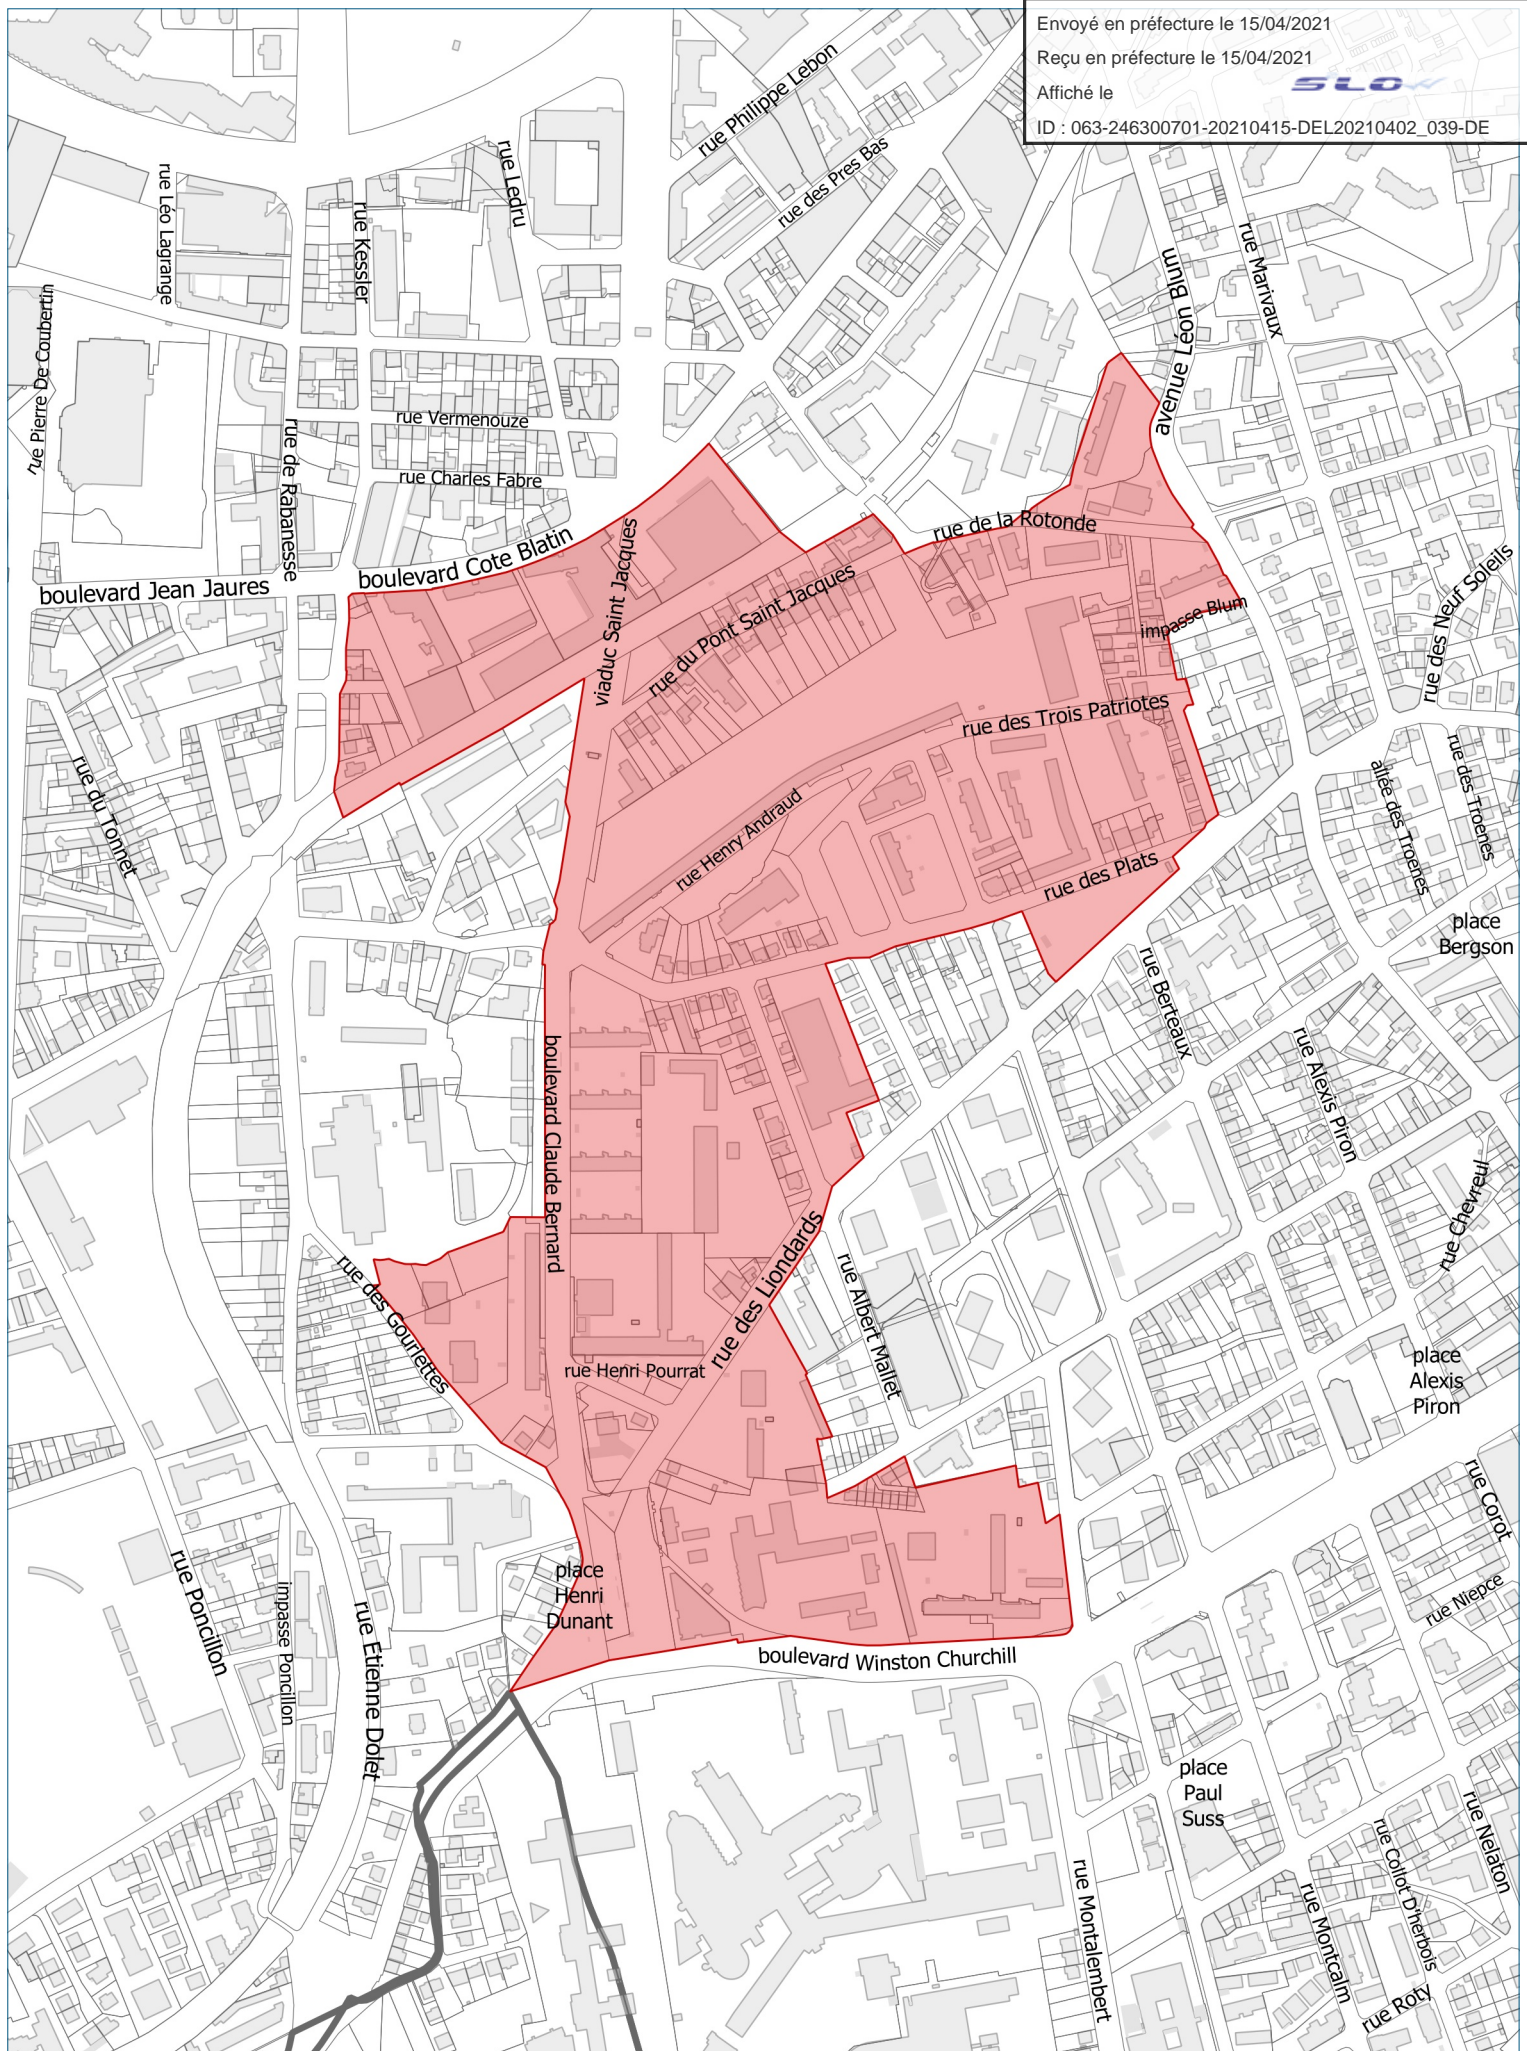 Envoyé en préfecture le 15/04/2021
Reçu en préfecture le 15/04/2021
Affiché le
SLO
ID : 063-246300701-20210415-DEL20210402_039-DE
rue Philippe Lebon
rue des Pres Bas
rue Ledru
rue Léo Lagrange
rue Kessler
rue Marivaux
avenue Léon Blum
rue Pierre De Coubertin
rue Vermenouze
rue de Rabanesse
rue Charles Fabre
rue de la Rotonde
boulevard Cote Blatin
viaduc Saint Jacques
boulevard Jean Jaures
rue du Pont Saint Jacques
impasse Blum
rue des Neuf Soleils
rue des Trois Patriotes
rue du Tonnet
allée des Troenes
rue des Troenes
rue Henry Andraud
rue des Plats
place
Bergson
rue Berteaux
boulevard Claude Bernard
rue Alexis Piron
rue Chevreul
rue des Liondards
rue des Gourlettes
rue Albert Mallet
rue Henri Pourrat
place
Alexis
Piron
rue Corot
rue Poncillon
impasse Poncillon
place
Henri
Dunant
rue Etienne Dolet
rue Niepce
boulevard Winston Churchill
place
Paul
Suss
rue Nelaton
rue Collot D'herbois
rue Montalembert
rue Montcalm
rue Roty